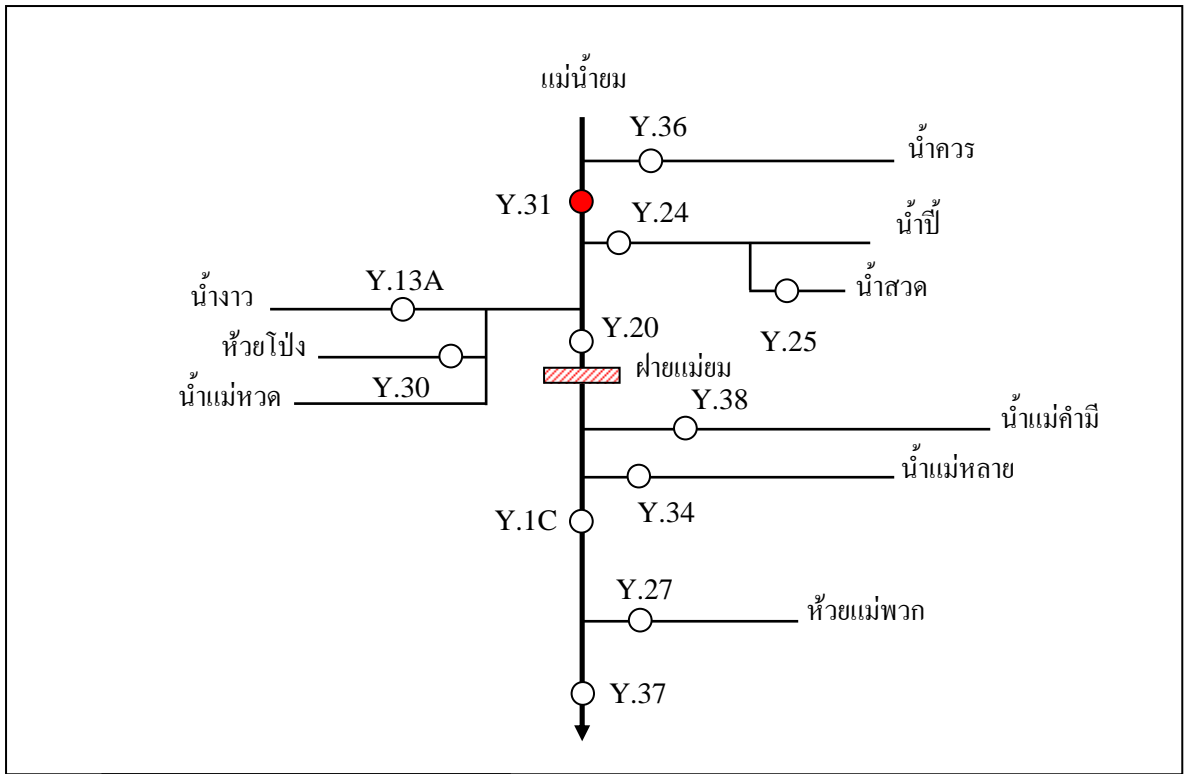 แม่น้ำยม
Y.36
น้ำควร
Y.31
Y.24
น้ำปี้
Y.13A
น้ำงาว
น้ำสวด
Y.20
Y.25
ห้วยโป่ง
ฝายแม่ยม
Y.30
น้ำแม่หวด
Y.38
น้ำแม่คำมี
น้ำแม่หลาย
Y.34
Y.1C
Y.27
ห้วยแม่พวก
Y.37